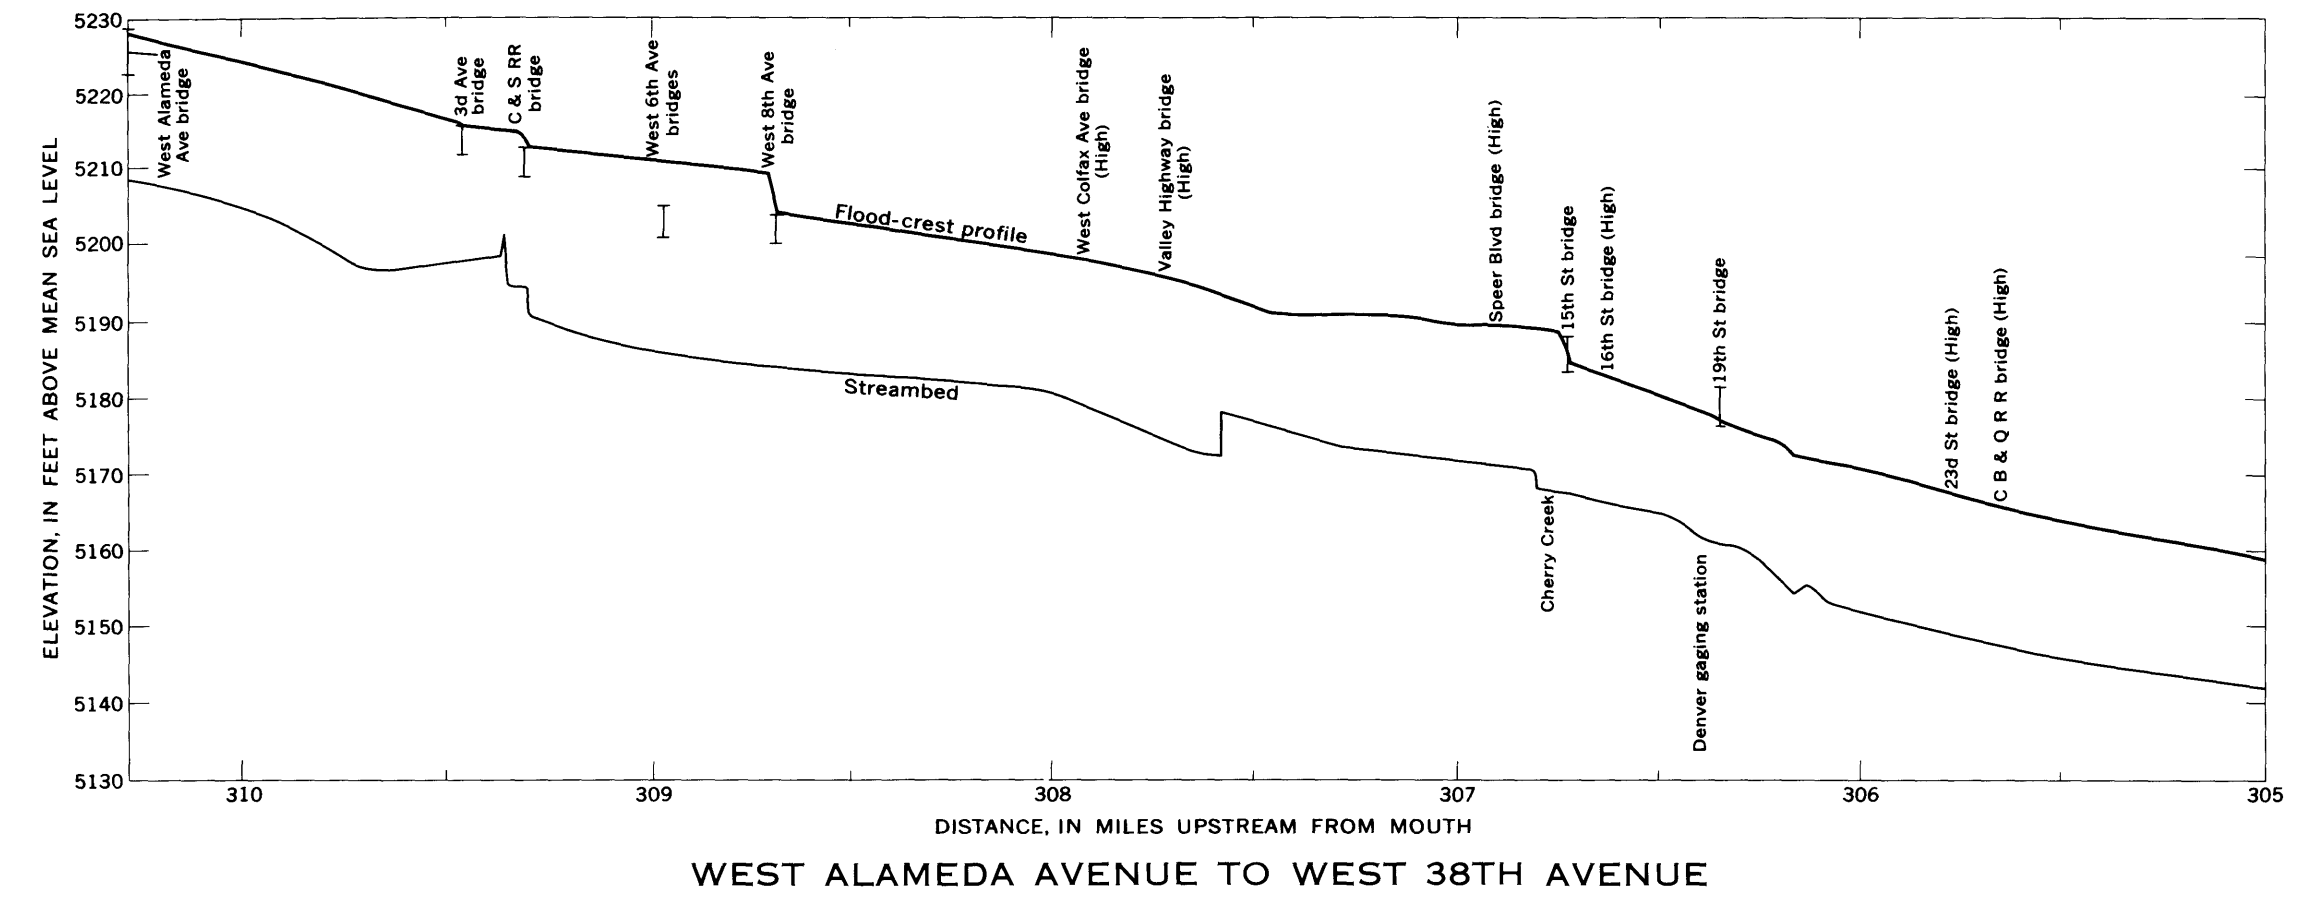 5230
5220
5210
5200
5190
5180
5170
5160
5150
5140
5130
ELEVATION, IN FEET ABOVE MEAN SEA LEVEL
West Alameda
Ave bridge
3d Ave
bridge
C & S RR
bridge
West 6th Ave
bridges
West 8th Ave
bridge
Flood-crest profile
Streambed
West Colfax Ave bridge
(High)
Valley Highway bridge
(High)
Speer Blvd bridge (High)
15th St bridge
16th St bridge (High)
Cherry Creek
19th St bridge
Denver gaging station
23d St bridge (High)
C B & Q R R bridge (High)
310
309
308
307
306
305
DISTANCE, IN MILES UPSTREAM FROM MOUTH
WEST ALAMEDA AVENUE TO WEST 38TH AVENUE